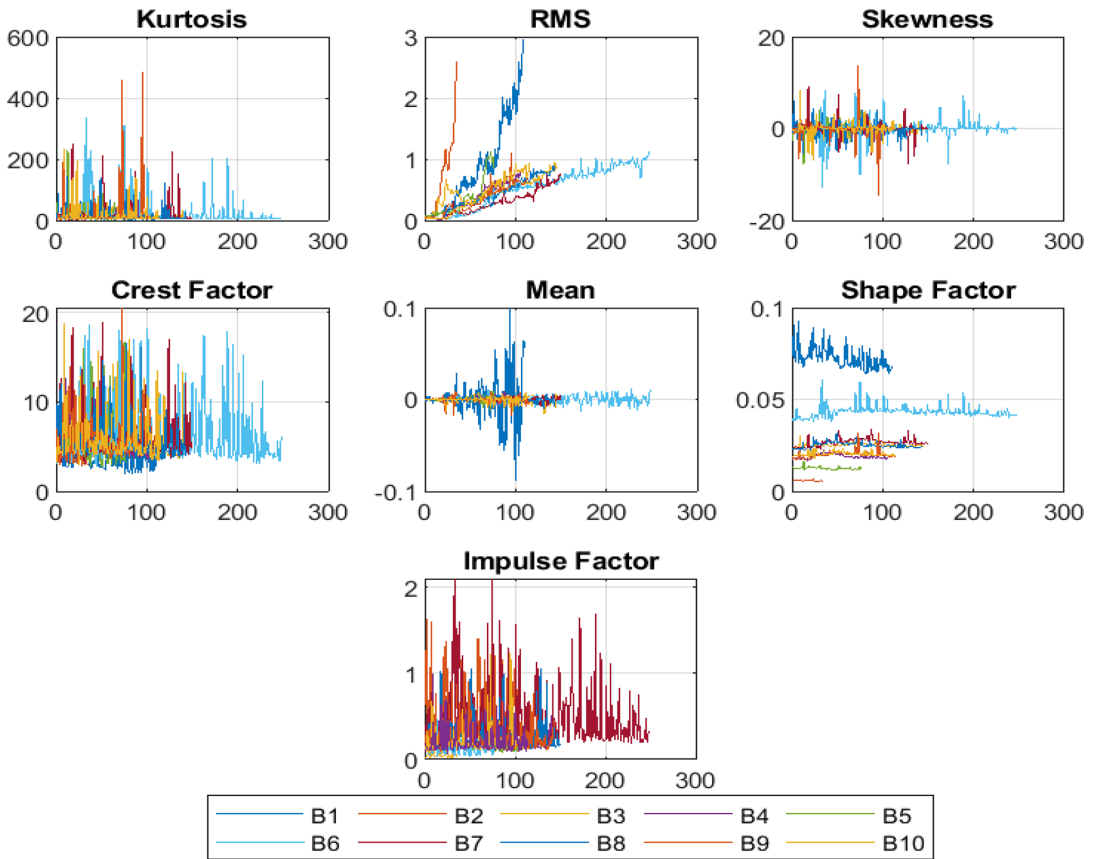 Kurtosis RMS Skewness
600 3 20
400 2
200 1 0
0 0 -20
0 100 200 300 0 100 200 300 0 100 200 300
Crest Factor Mean Shape Factor
20 0.1 0.1
10 0 0.05
0 -0.1 0
0 100 200 300 0 100 200 300 0 100 200 300
Impulse Factor
2
1
0
0 100 200 300
B1 B2 B3 B4 B5
B6 B7 B8 B9 B10